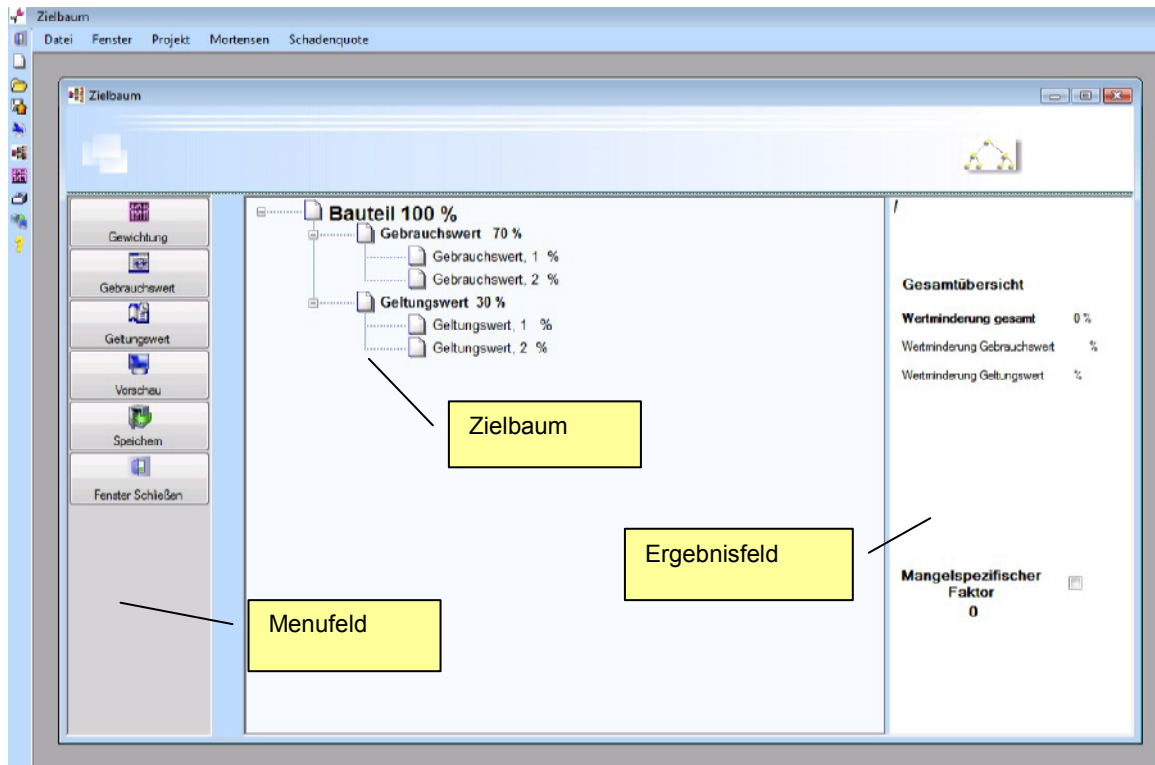 Zielbaum
Datei Fenster Projekt Mortensen Schadenquote
Zielbaum
Gewichtung
Gebrauchswert
Geltungswert
Vorschau
Speichern
Fenster Schließen
Bauteil 100 %
Gebrauchswert 70 %
Gebrauchswert, 1 %
Gebrauchswert, 2 %
Geltungswert 30 %
Geltungswert, 1 %
Geltungswert, 2 %
Zielbaum
Ergebnisfeld
Menufeld
/
Gesamtübersicht
Wertminderung gesamt 0 %
Wertminderung Gebrauchswert %
Wertminderung Geltungswert %
Mangelspezifischer
Faktor
0